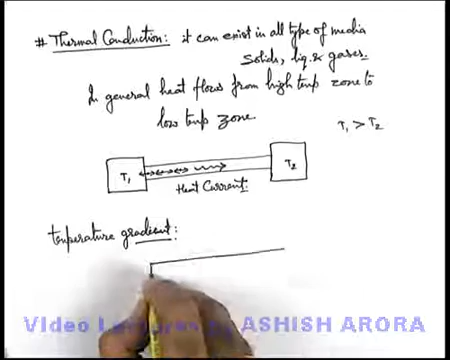 # Thermal Conduction: it can exist in all type of media
solids, liq. & gases.
In general heat flows from high temp zone to
low temp zone.
T₁ > T₂
T₁
T₂
Heat Current.
temperature gradient:
Video Lectures by ASHISH ARORA